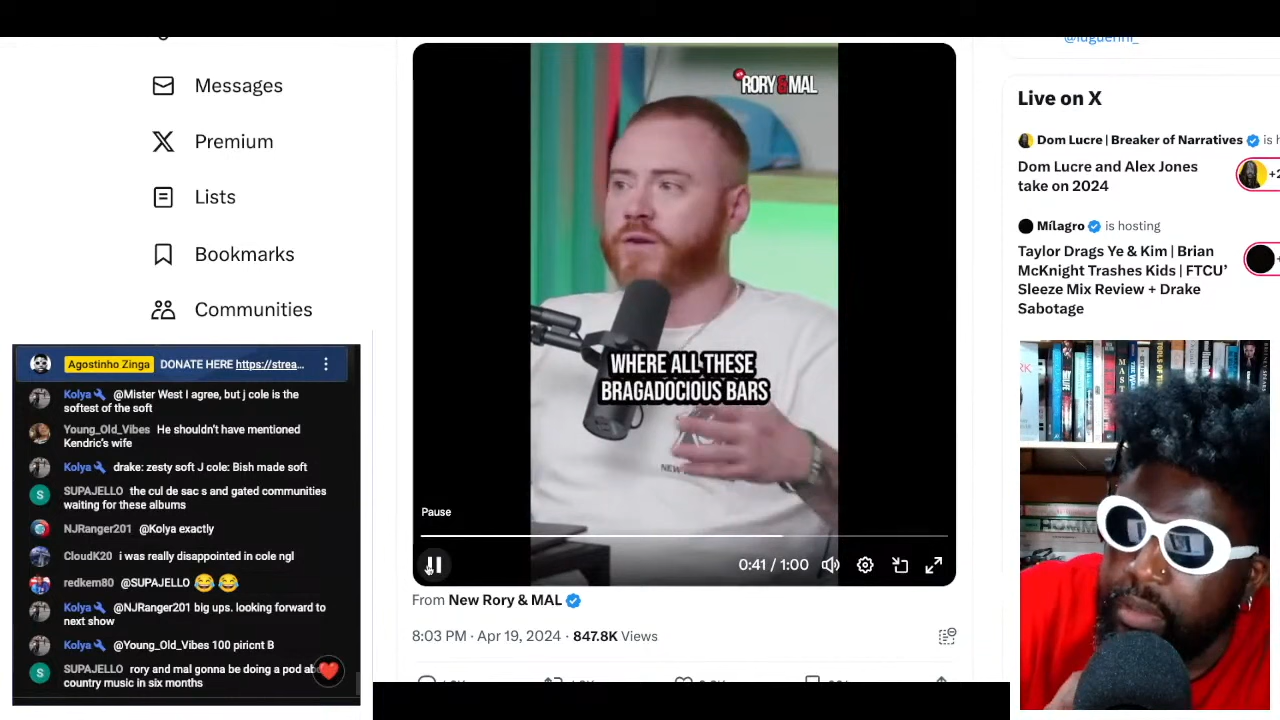 @luguerini_
Messages
Premium
Lists
Bookmarks
Communities
RORY & MAL
WHERE ALL THESE
BRAGADOCIOUS BARS
NEW
Pause
0:41 / 1:00
From New Rory & MAL
8:03 PM · Apr 19, 2024 · 847.8K Views
Live on X
Dom Lucre | Breaker of Narratives is h
Dom Lucre and Alex Jones
take on 2024
+2
Mílagro is hosting
Taylor Drags Ye & Kim | Brian
McKnight Trashes Kids | FTCU'
Sleeze Mix Review + Drake
Sabotage
Agostinho Zinga DONATE HERE https://strea...
Kolya @Mister West I agree, but j cole is the
softest of the soft
Young_Old_Vibes He shouldn't have mentioned
Kendric's wife
Kolya drake: zesty soft J cole: Bish made soft
S SUPAJELLO the cul de sac s and gated communities
waiting for these albums
NJRanger201 @Kolya exactly
CloudK20 i was really disappointed in cole ngl
redkem80 @SUPAJELLO 😂 😂
Kolya @NJRanger201 big ups. looking forward to
next show
Kolya @Young_Old_Vibes 100 piricnt B
S SUPAJELLO rory and mal gonna be doing a pod ab
country music in six months